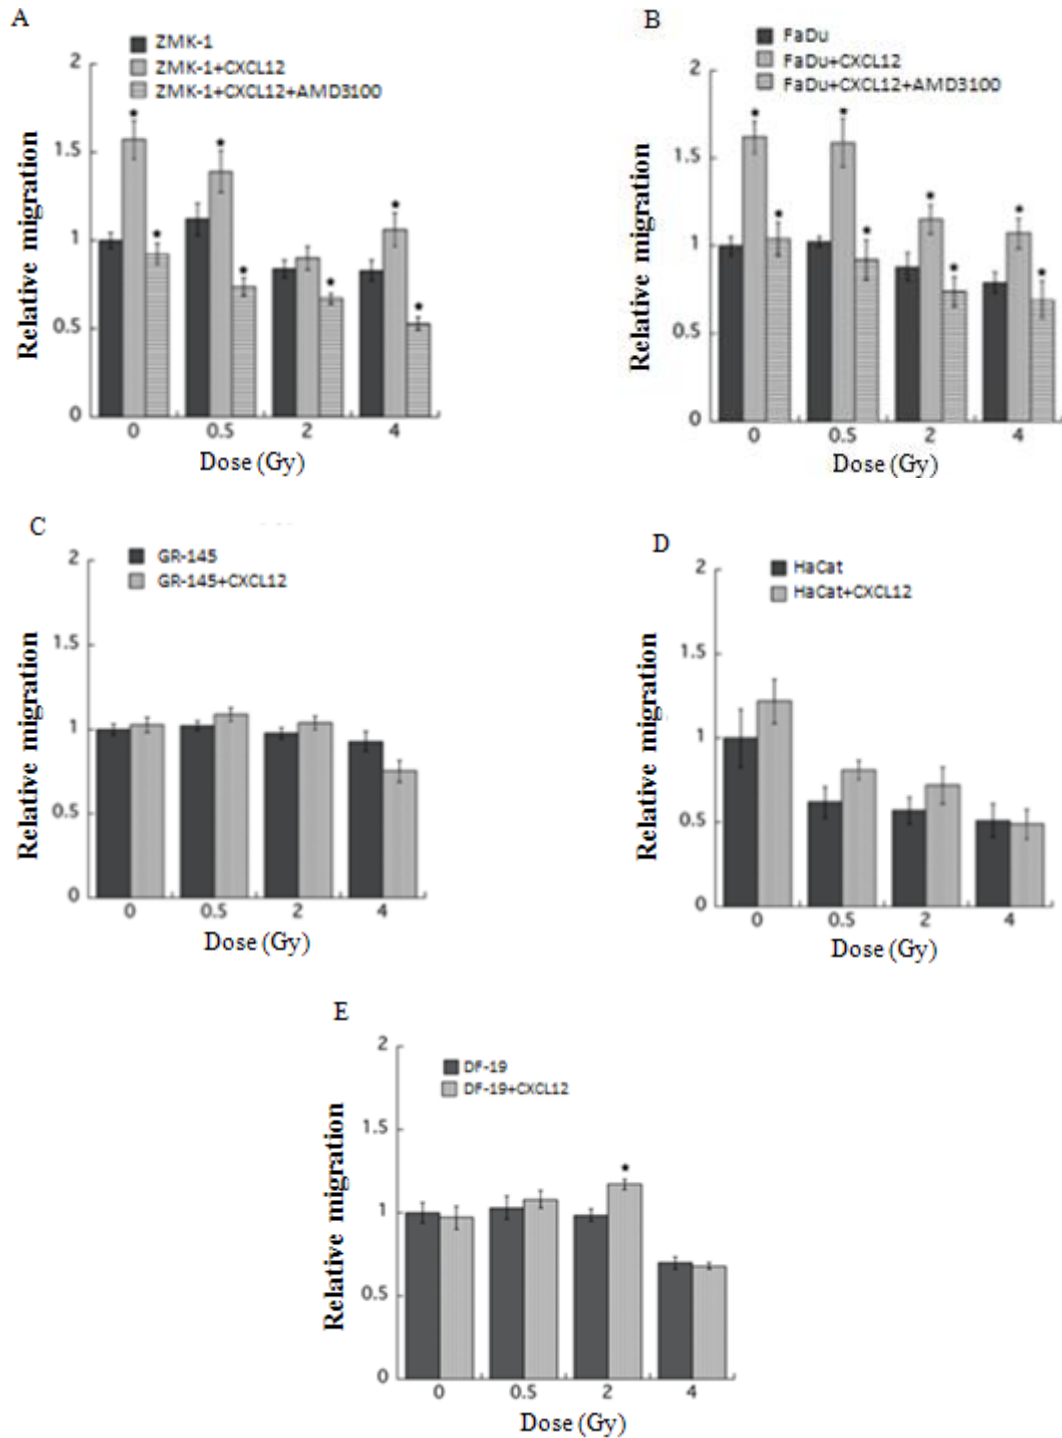 A
ZMK-1
ZMK-1+CXCL12
ZMK-1+CXCL12+AMD3100
2
1.5
1
0.5
0
Relative migration
* * * * * * *
0 0.5 2 4
Dose (Gy)
B
FaDu
FaDu+CXCL12
FaDu+CXCL12+AMD3100
2
1.5
1
0.5
0
Relative migration
* * * * * * * *
0 0.5 2 4
Dose (Gy)
C
GR-145
GR-145+CXCL12
2
1.5
1
0.5
0
Relative migration
0 0.5 2 4
Dose (Gy)
D
HaCat
HaCat+CXCL12
2
1.5
1
0.5
0
Relative migration
0 0.5 2 4
Dose (Gy)
E
DF-19
DF-19+CXCL12
2
1.5
1
0.5
0
Relative migration
*
0 0.5 2 4
Dose (Gy)